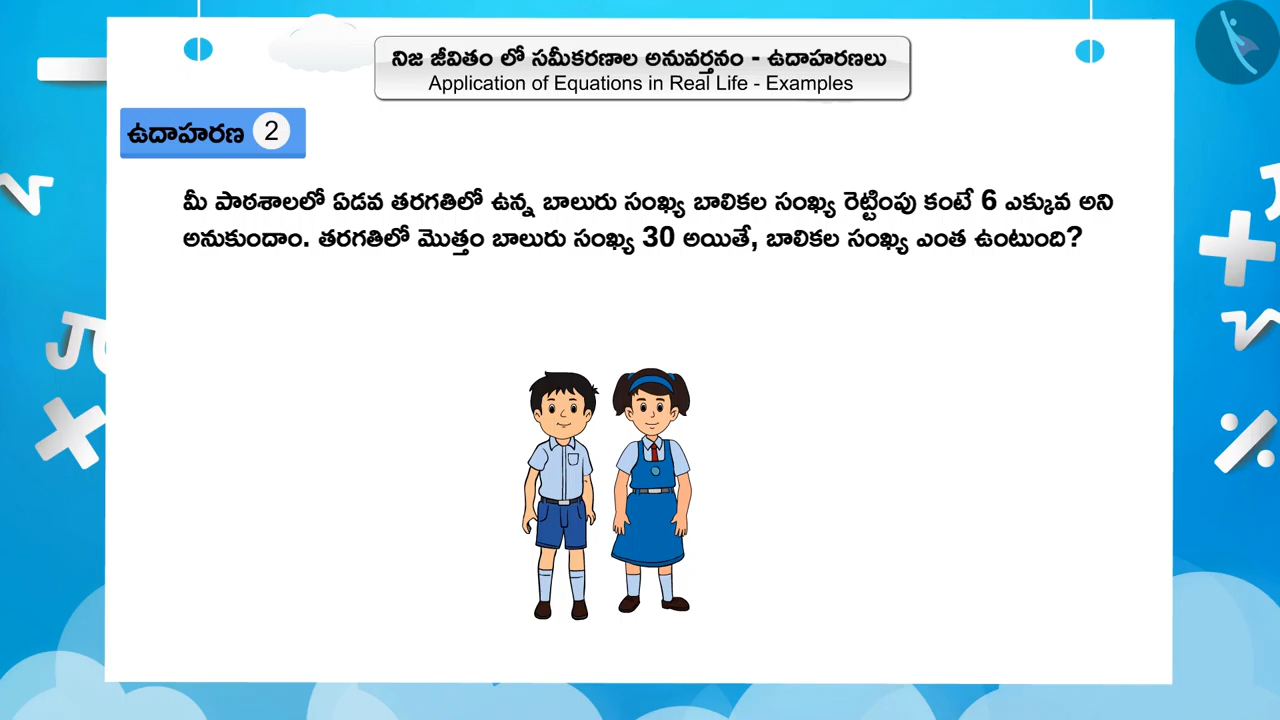 నిజ జీవితం లో సమీకరణాల అనువర్తనం - ఉదాహరణలు
Application of Equations in Real Life - Examples
ఉదాహరణ 2
మీ పాఠశాలలో ఏడవ తరగతిలో ఉన్న బాలురు సంఖ్య బాలికల సంఖ్య రెట్టింపు కంటే 6 ఎక్కువ అని
అనుకుందాం. తరగతిలో మొత్తం బాలురు సంఖ్య 30 అయితే, బాలికల సంఖ్య ఎంత ఉంటుంది?